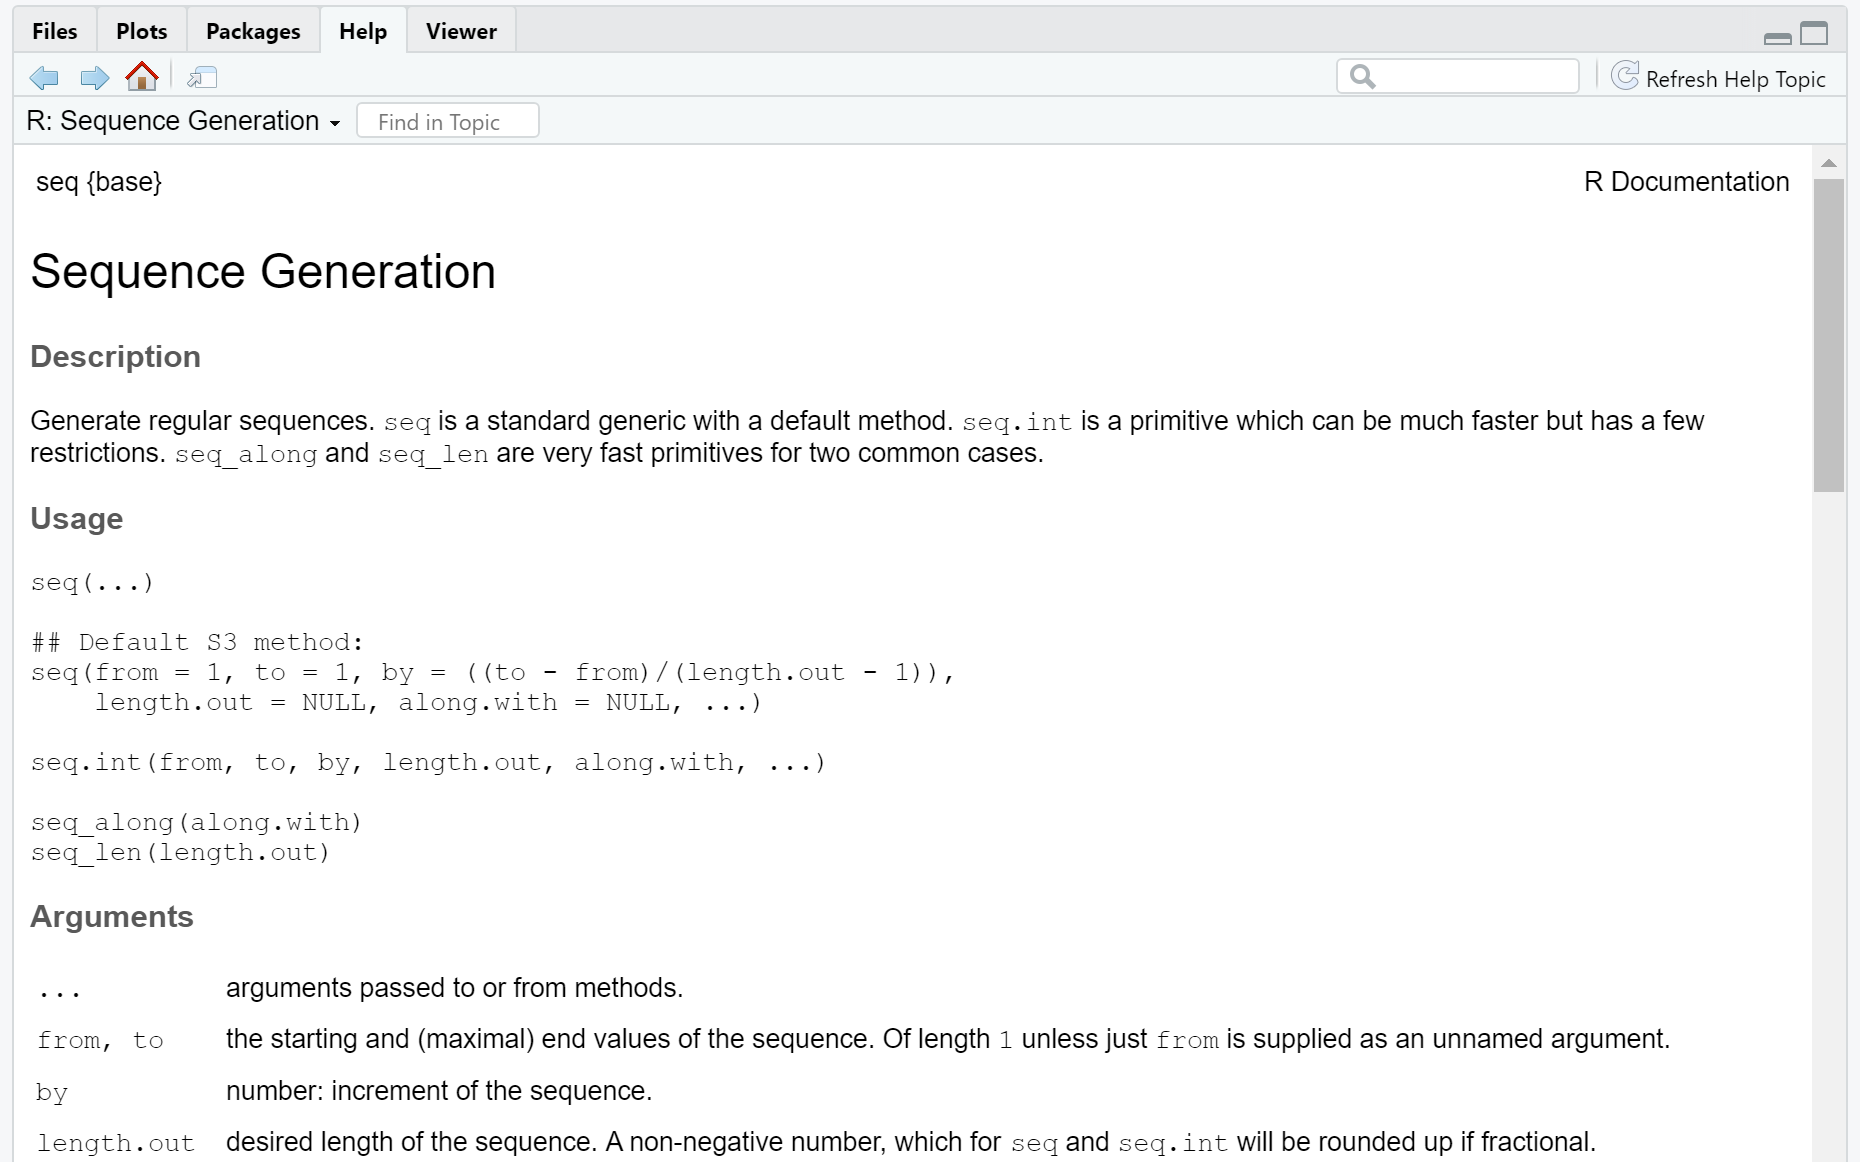 Files Plots Packages Help Viewer
Refresh Help Topic
R: Sequence Generation Find in Topic
seq {base} R Documentation
Sequence Generation
Description
Generate regular sequences. seq is a standard generic with a default method. seq.int is a primitive which can be much faster but has a few
restrictions. seq_along and seq_len are very fast primitives for two common cases.
Usage
seq(...)
## Default S3 method:
seq(from = 1, to = 1, by = ((to - from)/(length.out - 1)),
    length.out = NULL, along.with = NULL, ...)
seq.int(from, to, by, length.out, along.with, ...)
seq_along(along.with)
seq_len(length.out)
Arguments
... arguments passed to or from methods.
from, to the starting and (maximal) end values of the sequence. Of length 1 unless just from is supplied as an unnamed argument.
by number: increment of the sequence.
length.out desired length of the sequence. A non-negative number, which for seq and seq.int will be rounded up if fractional.